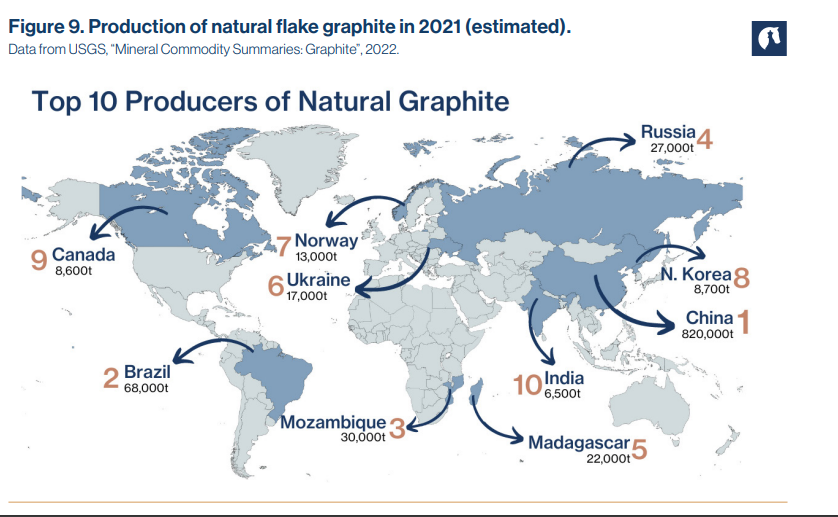 Figure 9. Production of natural flake graphite in 2021 (estimated).
Data from USGS, "Mineral Commodity Summaries: Graphite", 2022.
Top 10 Producers of Natural Graphite
Russia 4
27,000t
7 Norway
13,000t
9 Canada
8,600t
6 Ukraine
17,000t
N. Korea 8
8,700t
China 1
820,000t
2 Brazil
68,000t
10 India
6,500t
Mozambique 3
30,000t
Madagascar 5
22,000t